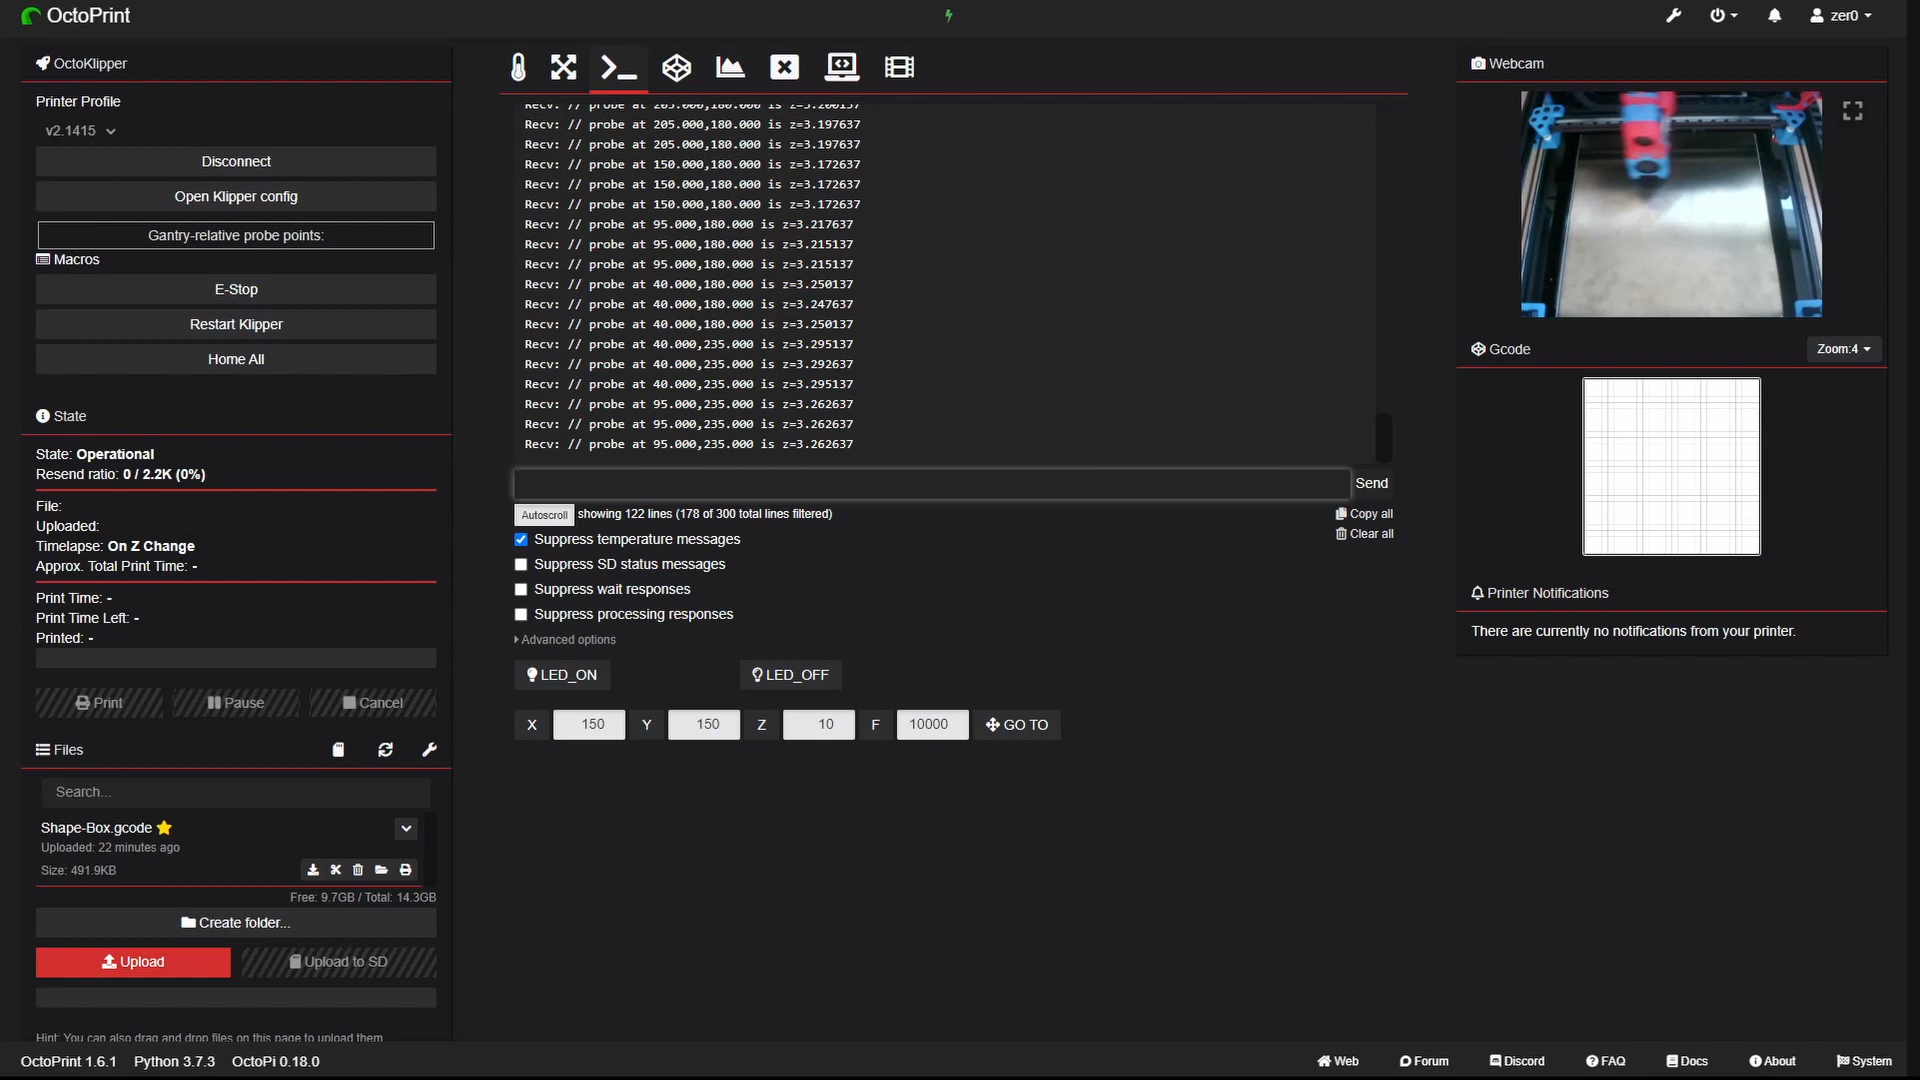 OctoPrint
zer0
OctoKlipper
Printer Profile
v2.1415
Disconnect
Open Klipper config
Gantry-relative probe points:
Macros
E-Stop
Restart Klipper
Home All
State
State: Operational
Resend ratio: 0 / 2.2K (0%)
File:
Uploaded:
Timelapse: On Z Change
Approx. Total Print Time: -
Print Time: -
Print Time Left: -
Printed: -
Print
Pause
Cancel
Files
Search...
Shape-Box.gcode
Uploaded: 22 minutes ago
Size: 491.9KB
Free: 9.7GB / Total: 14.3GB
Create folder...
Upload
Upload to SD
Hint: You can also drag and drop files on this page to upload them
Recv: // probe at 205.000,180.000 is z=3.200137
Recv: // probe at 205.000,180.000 is z=3.197637
Recv: // probe at 205.000,180.000 is z=3.197637
Recv: // probe at 150.000,180.000 is z=3.172637
Recv: // probe at 150.000,180.000 is z=3.172637
Recv: // probe at 150.000,180.000 is z=3.172637
Recv: // probe at 95.000,180.000 is z=3.217637
Recv: // probe at 95.000,180.000 is z=3.215137
Recv: // probe at 95.000,180.000 is z=3.215137
Recv: // probe at 40.000,180.000 is z=3.250137
Recv: // probe at 40.000,180.000 is z=3.247637
Recv: // probe at 40.000,180.000 is z=3.250137
Recv: // probe at 40.000,235.000 is z=3.295137
Recv: // probe at 40.000,235.000 is z=3.292637
Recv: // probe at 40.000,235.000 is z=3.295137
Recv: // probe at 95.000,235.000 is z=3.262637
Recv: // probe at 95.000,235.000 is z=3.262637
Recv: // probe at 95.000,235.000 is z=3.262637
Send
Autoscroll showing 122 lines (178 of 300 total lines filtered)
Copy all
Clear all
Suppress temperature messages
Suppress SD status messages
Suppress wait responses
Suppress processing responses
Advanced options
LED_ON
LED_OFF
X 150 Y 150 Z 10 F 10000 GO TO
Webcam
Gcode
Zoom:4
Printer Notifications
There are currently no notifications from your printer.
OctoPrint 1.6.1 Python 3.7.3 OctoPi 0.18.0
Web Forum Discord FAQ Docs About System